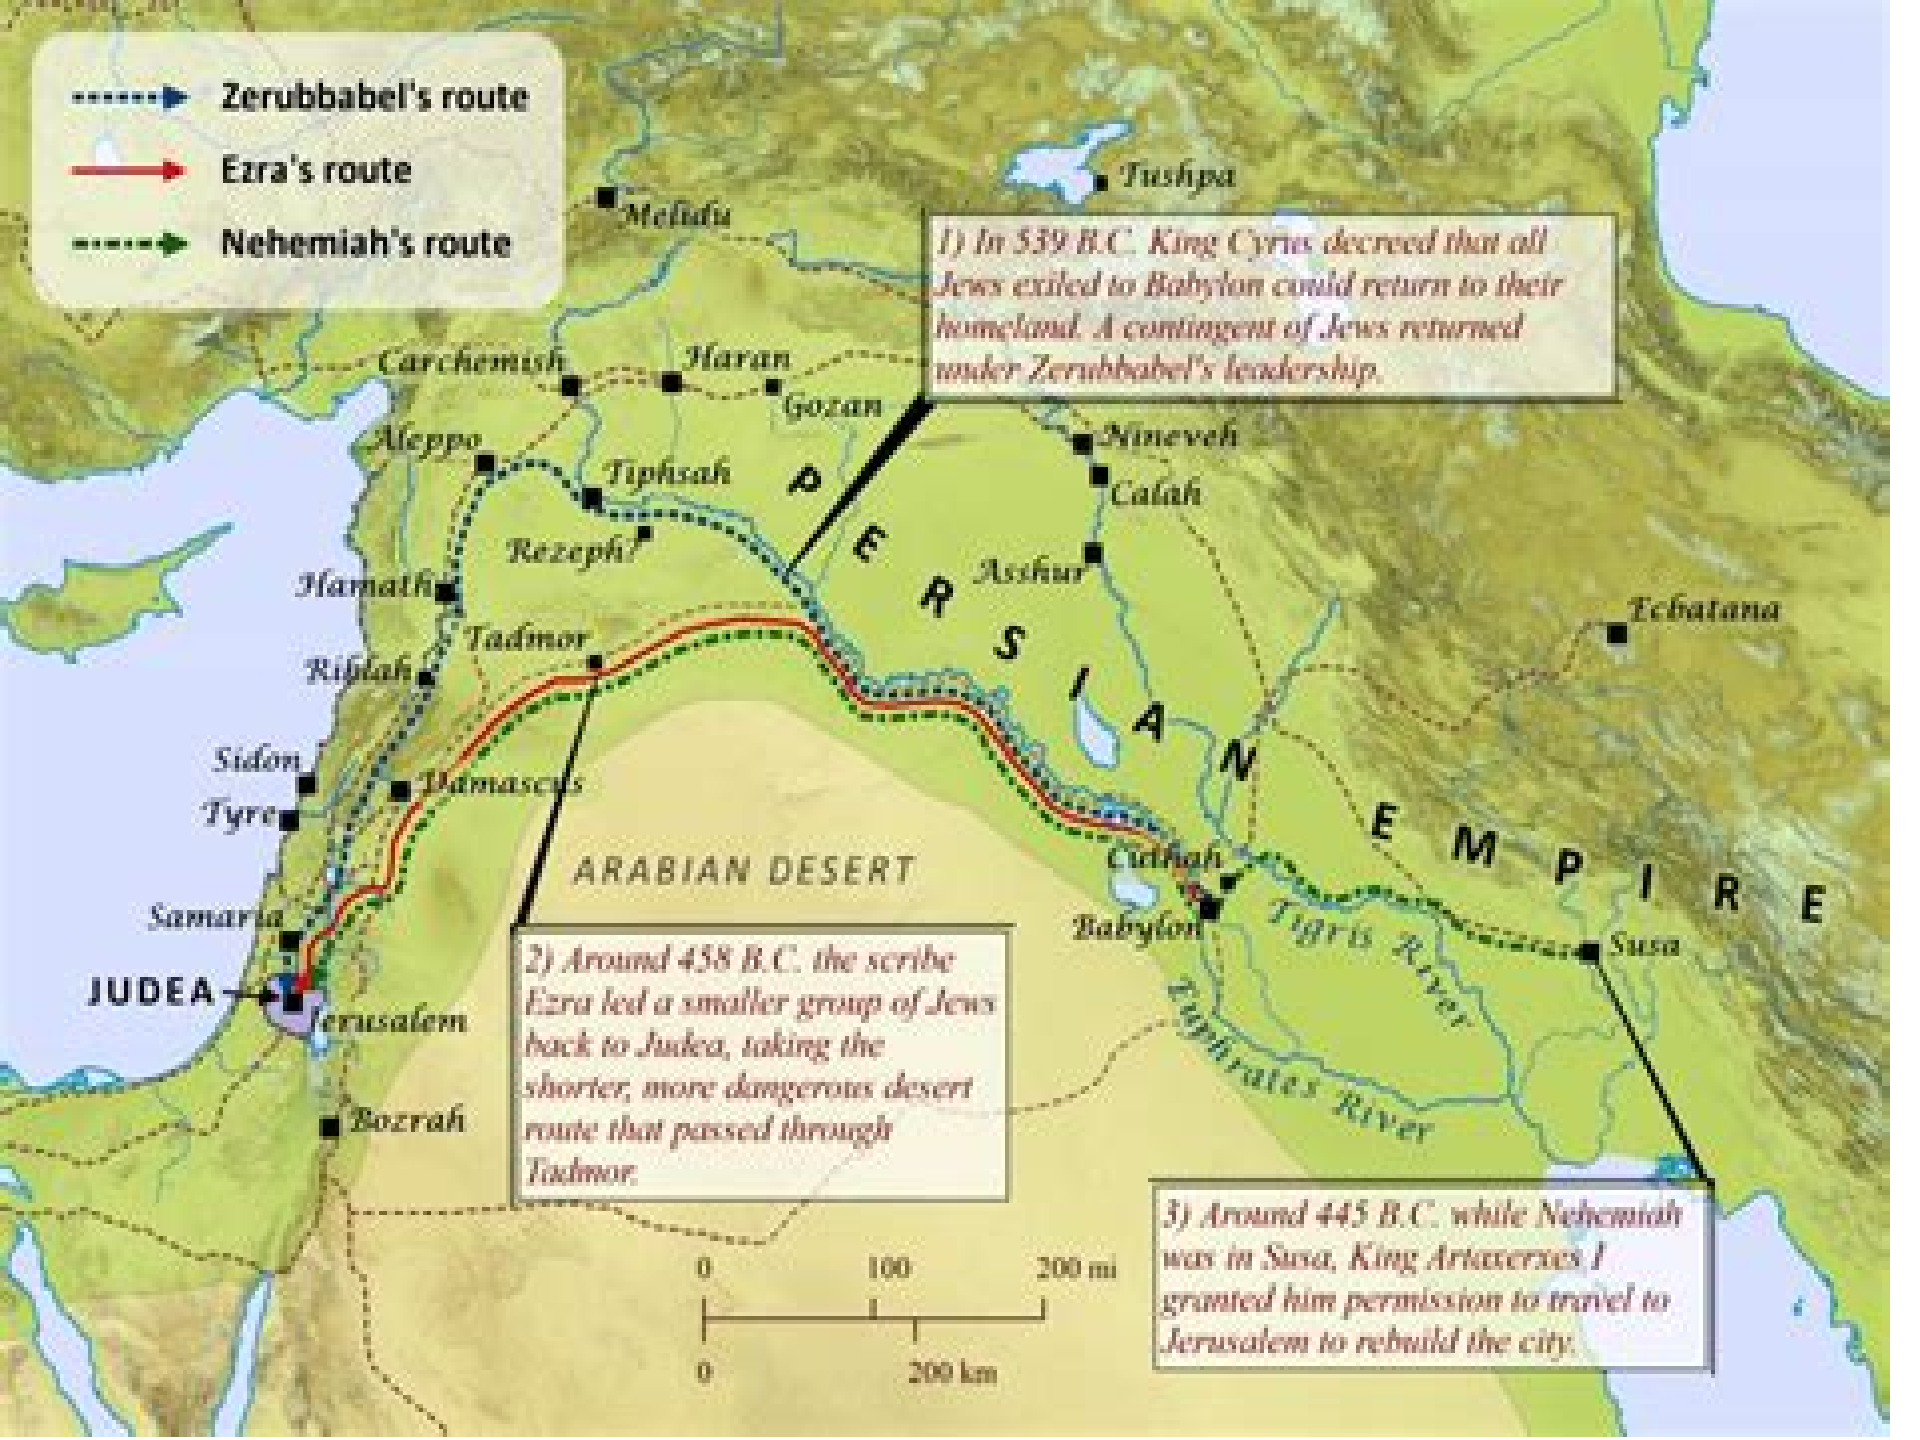 Zerubbabel's route
Ezra's route
Nehemiah's route
Tushpa
Melidu
1) In 539 B.C. King Cyrus decreed that all
Jews exiled to Babylon could return to their
homeland. A contingent of Jews returned
under Zerubbabel's leadership.
Carchemish
Haran
Gozan
Aleppo
Nineveh
Tiphsah
Calah
Rezeph?
Asshur
Hamath
Ecbatana
Tadmor
Riblah
PERSIAN EMPIRE
Sidon
Damascus
Tyre
Cuthah
ARABIAN DESERT
Samaria
Babylon
Tigris River
Susa
JUDEA
Jerusalem
2) Around 458 B.C. the scribe
Ezra led a smaller group of Jews
back to Judea, taking the
shorter, more dangerous desert
route that passed through
Tadmor.
Euphrates River
Bozrah
3) Around 445 B.C. while Nehemiah
was in Susa, King Artaxerxes I
granted him permission to travel to
Jerusalem to rebuild the city.
0 100 200 mi
0 200 km